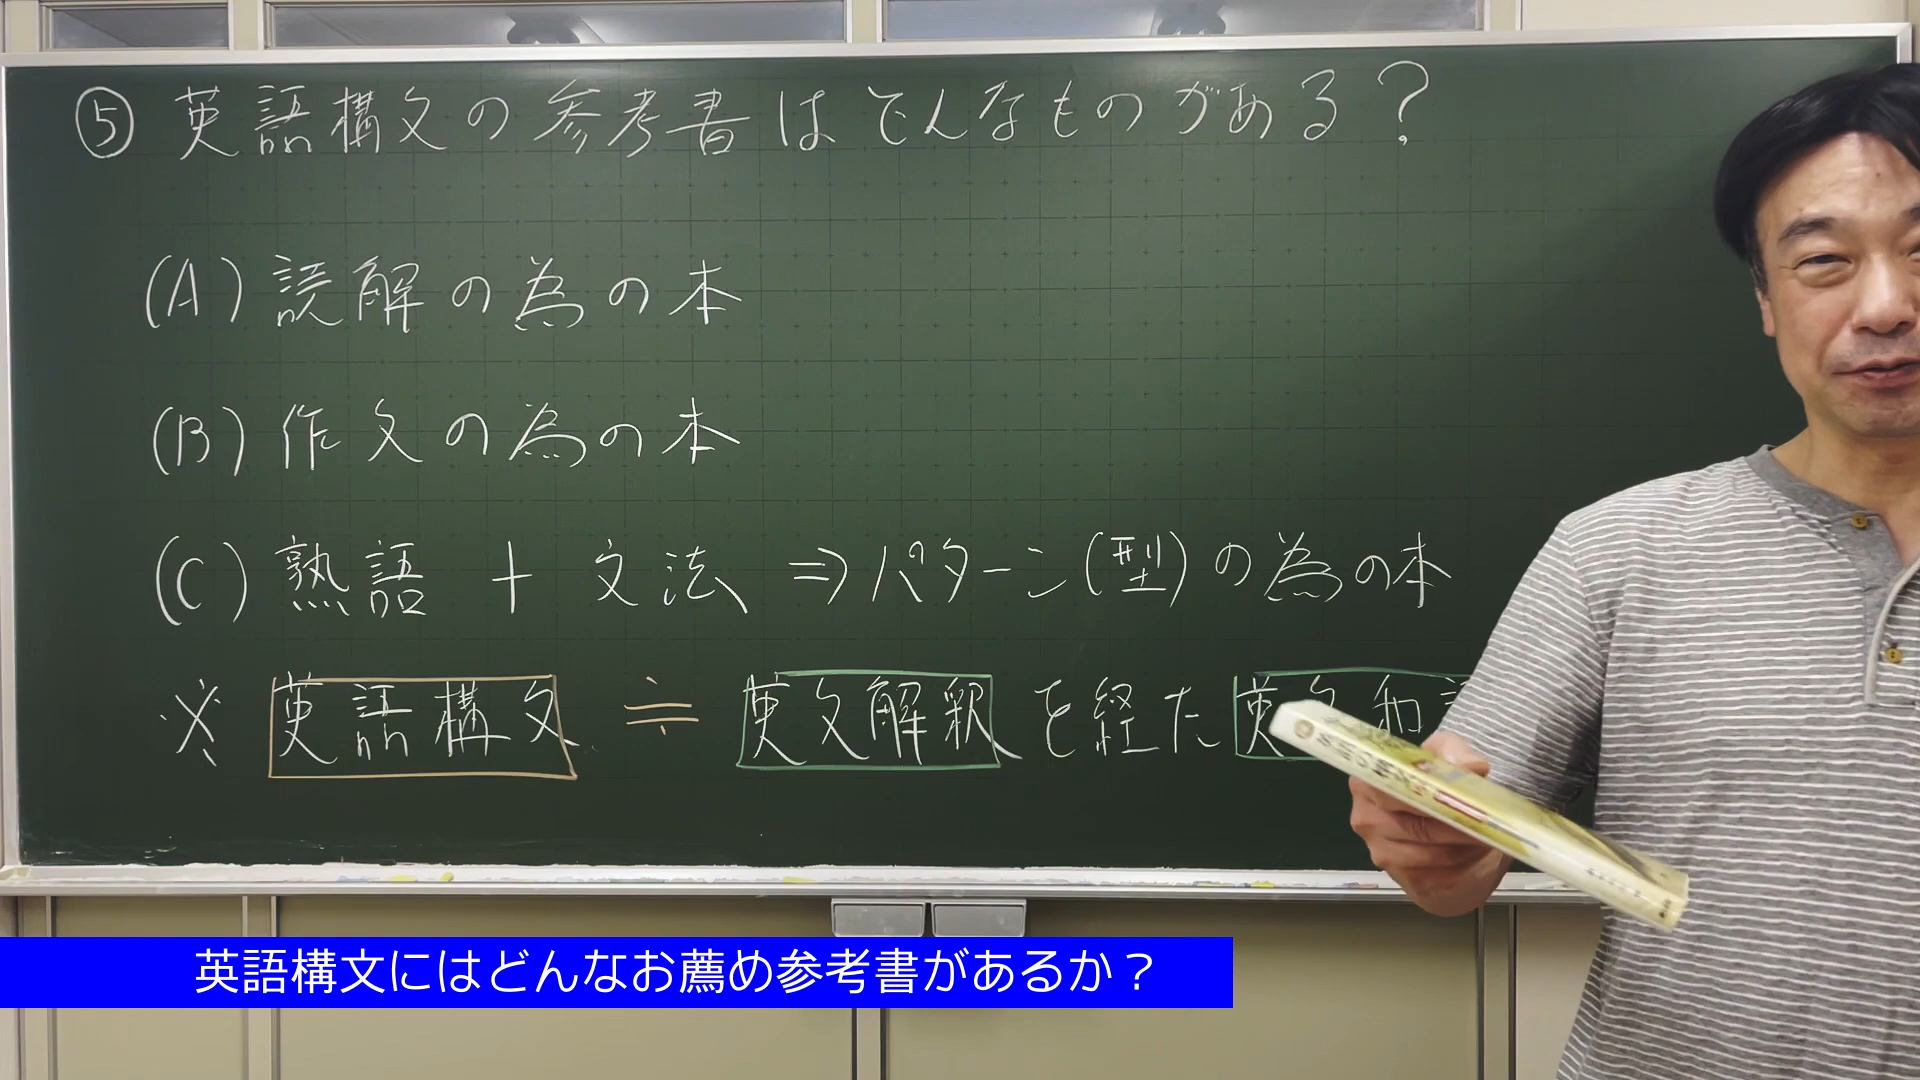 ⑤ 英語構文の参考書はどんなものがある?
(A) 読解の為の本
(B) 作文の為の本
(C) 熟語 + 文法 ⇒ パターン(型)の為の本
※ 英語構文 ≒ 英文解釈を経た英文和
英語構文にはどんなお薦め参考書があるか？